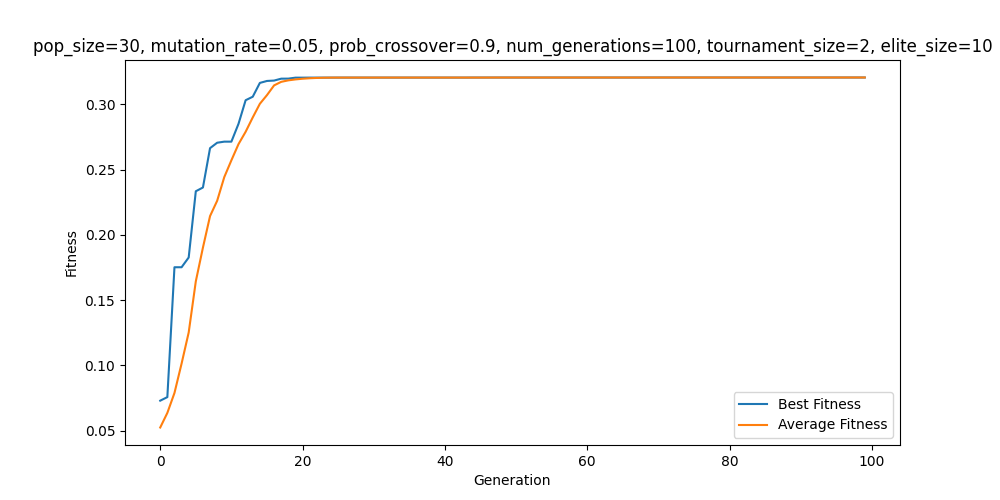 pop_size=30, mutation_rate=0.05, prob_crossover=0.9, num_generations=100, tournament_size=2, elite_size=10
0.30
0.25
0.20
0.15
0.10
0.05
Fitness
Best Fitness
Average Fitness
0 20 40 60 80 100
Generation